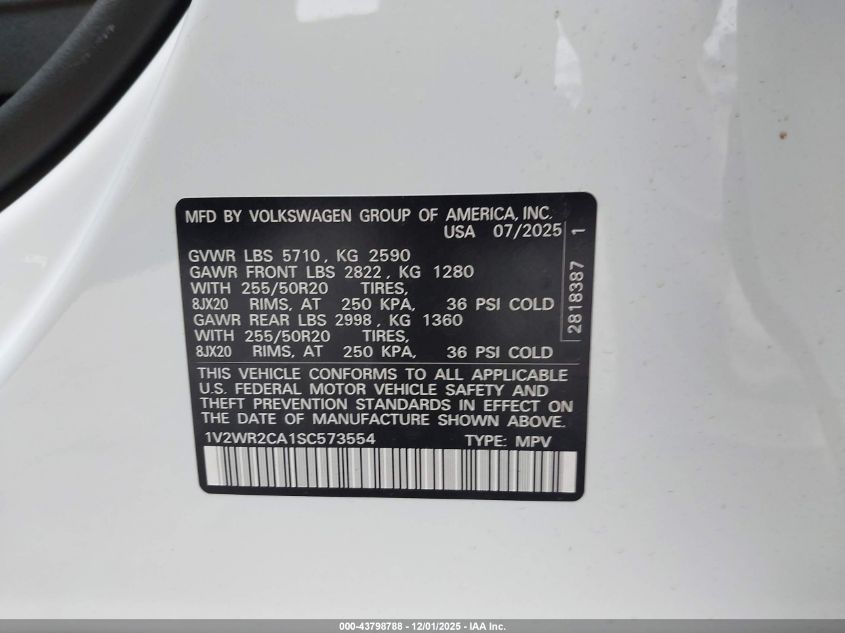 MFD BY VOLKSWAGEN GROUP OF AMERICA, INC.
USA 07/2025
GVWR LBS 5710, KG 2590
GAWR FRONT LBS 2822, KG 1280
WITH 255/50R20 TIRES,
8JX20 RIMS, AT 250 KPA, 36 PSI COLD
GAWR REAR LBS 2998, KG 1360
WITH 255/50R20 TIRES,
8JX20 RIMS, AT 250 KPA, 36 PSI COLD
2818387 1
THIS VEHICLE CONFORMS TO ALL APPLICABLE
U.S. FEDERAL MOTOR VEHICLE SAFETY AND
THEFT PREVENTION STANDARDS IN EFFECT ON
THE DATE OF MANUFACTURE SHOWN ABOVE.
1V2WR2CA1SC573554 TYPE: MPV
000-43798788 - 12/01/2025 - IAA Inc.